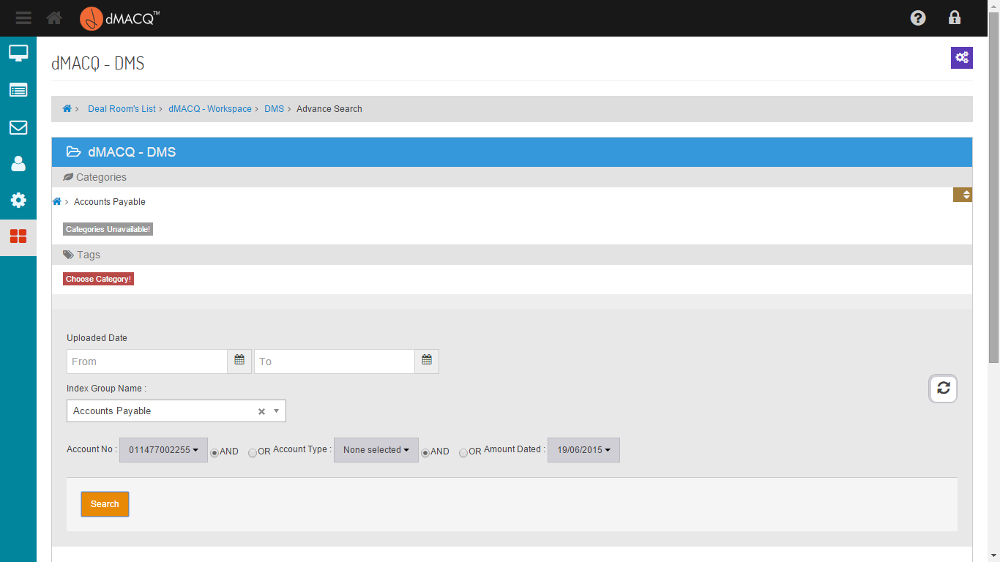 dMACQ™
dMACQ - DMS
Deal Room's List > dMACQ - Workspace > DMS > Advance Search
dMACQ - DMS
Categories
> Accounts Payable
Categories Unavailable!
Tags
Choose Category!
Uploaded Date
From To
Index Group Name :
Accounts Payable
Account No : 011477002255 AND OR Account Type : None selected AND OR Amount Dated : 19/06/2015
Search